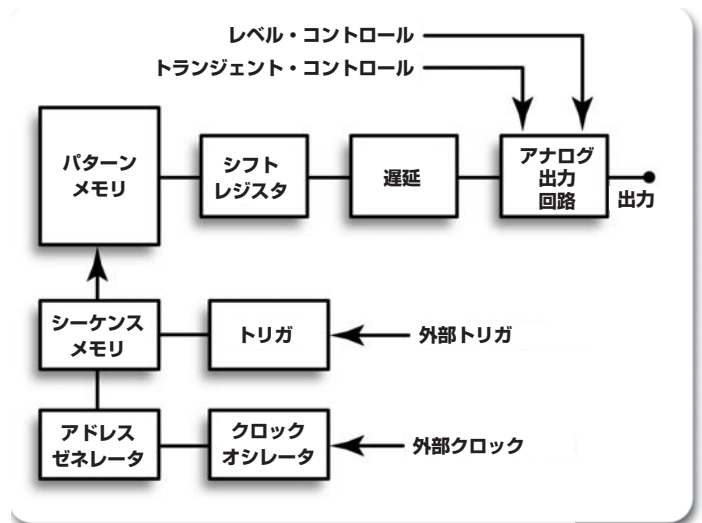 レベル・コントロール
トランジェント・コントロール
パターン
メモリ
シフト
レジスタ
遅延
アナログ
出力
回路
出力
シーケンス
メモリ
トリガ
外部トリガ
アドレス
ゼネレータ
クロック
オシレータ
外部クロック